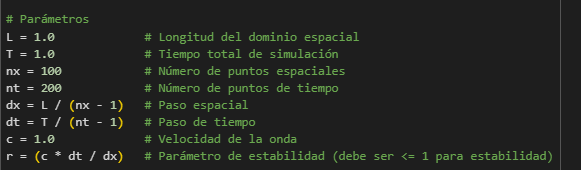 # Parámetros
L = 1.0 # Longitud del dominio espacial
T = 1.0 # Tiempo total de simulación
nx = 100 # Número de puntos espaciales
nt = 200 # Número de puntos de tiempo
dx = L / (nx - 1) # Paso espacial
dt = T / (nt - 1) # Paso de tiempo
c = 1.0 # Velocidad de la onda
r = (c * dt / dx) # Parámetro de estabilidad (debe ser <= 1 para estabilidad)